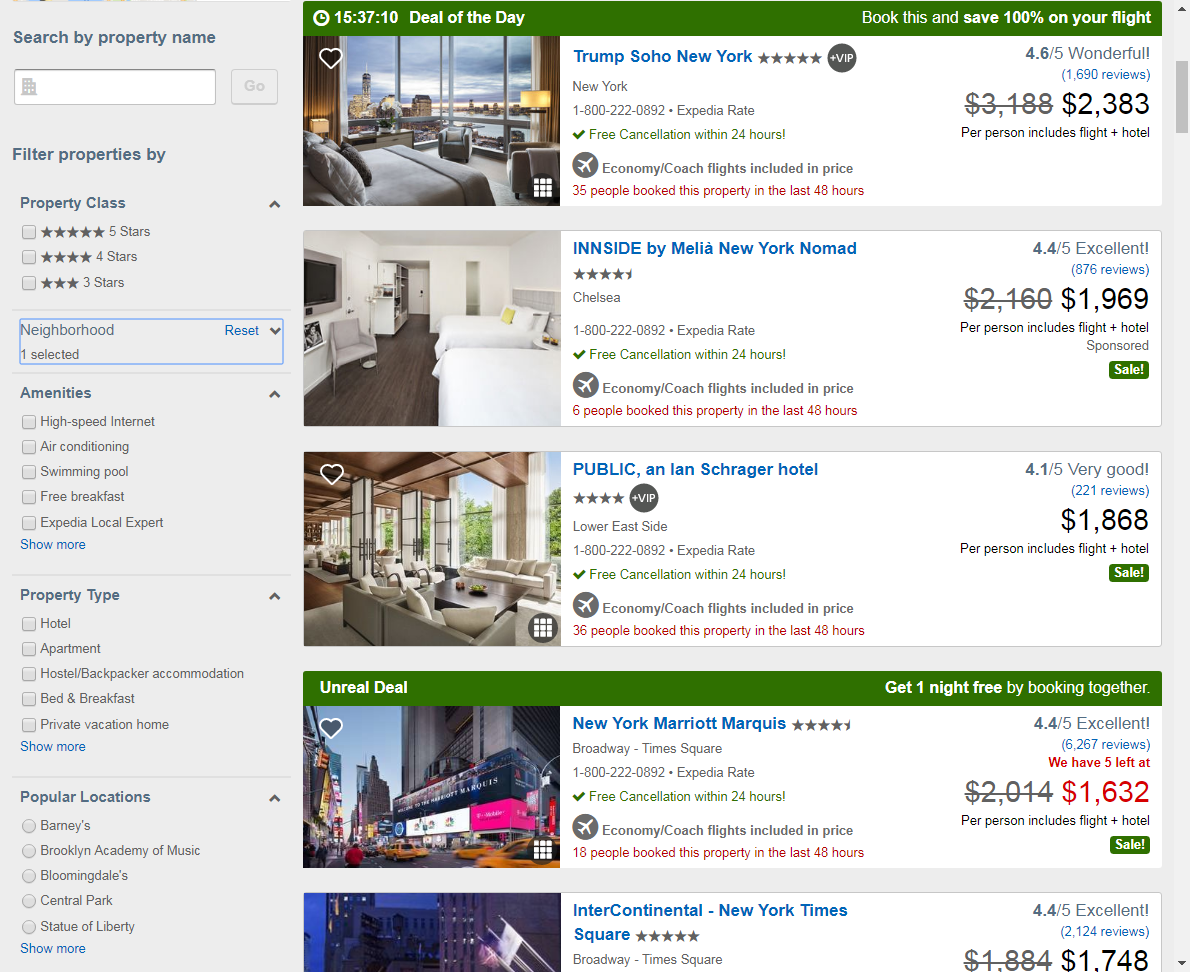 Search by property name
Go
Filter properties by
Property Class
5 Stars
4 Stars
3 Stars
Neighborhood Reset
1 selected
Amenities
High-speed Internet
Air conditioning
Swimming pool
Free breakfast
Expedia Local Expert
Show more
Property Type
Hotel
Apartment
Hostel/Backpacker accommodation
Bed & Breakfast
Private vacation home
Show more
Popular Locations
Barney's
Brooklyn Academy of Music
Bloomingdale's
Central Park
Statue of Liberty
Show more
15:37:10 Deal of the Day Book this and save 100% on your flight
Trump Soho New York +VIP
New York
1-800-222-0892 • Expedia Rate
Free Cancellation within 24 hours!
Economy/Coach flights included in price
35 people booked this property in the last 48 hours
4.6/5 Wonderful!
(1,690 reviews)
$3,188 $2,383
Per person includes flight + hotel
INNSIDE by Meliá New York Nomad
Chelsea
1-800-222-0892 • Expedia Rate
Free Cancellation within 24 hours!
Economy/Coach flights included in price
6 people booked this property in the last 48 hours
4.4/5 Excellent!
(876 reviews)
$2,160 $1,969
Per person includes flight + hotel
Sponsored
Sale!
PUBLIC, an Ian Schrager hotel
+VIP
Lower East Side
1-800-222-0892 • Expedia Rate
Free Cancellation within 24 hours!
Economy/Coach flights included in price
36 people booked this property in the last 48 hours
4.1/5 Very good!
(221 reviews)
$1,868
Per person includes flight + hotel
Sale!
Unreal Deal Get 1 night free by booking together.
WELCOME TO THE MARRIOTT MARQUIS
T-Mobile
New York Marriott Marquis
Broadway - Times Square
1-800-222-0892 • Expedia Rate
Free Cancellation within 24 hours!
Economy/Coach flights included in price
18 people booked this property in the last 48 hours
4.4/5 Excellent!
(6,267 reviews)
We have 5 left at
$2,014 $1,632
Per person includes flight + hotel
Sale!
InterContinental - New York Times
Square
Broadway - Times Square
4.4/5 Excellent!
(2,124 reviews)
$1,884 $1,748